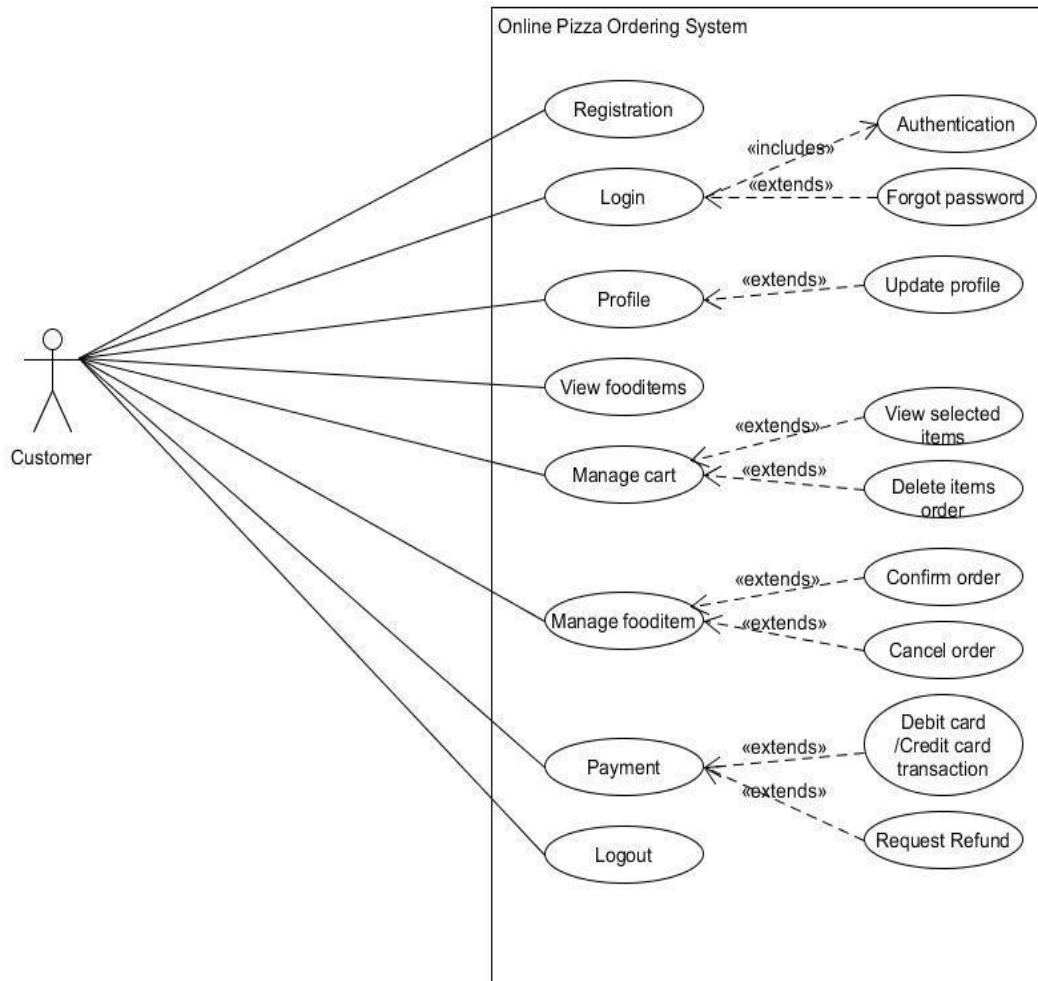 Online Pizza Ordering System
Registration
Authentication
«includes»
Login
«extends»
Forgot password
Profile
«extends»
Update profile
View fooditems
Customer
Manage cart
«extends»
View selected
items
«extends»
Delete items
order
Manage fooditem
«extends»
Confirm order
«extends»
Cancel order
Payment
«extends»
Debit card
/Credit card
transaction
«extends»
Request Refund
Logout